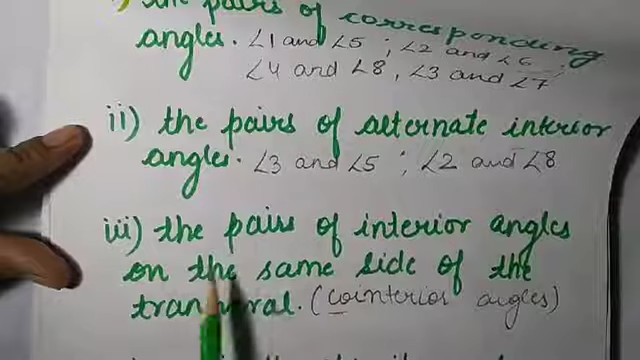 the pairs of corresponding
angles. ∠1 and ∠5 ; ∠2 and ∠6
∠4 and ∠8, ∠3 and ∠7
ii) the pairs of alternate interior
angles. ∠3 and ∠5 ; ∠2 and ∠8
iii) the pairs of interior angles
on the same side of the
(cointerior angles)